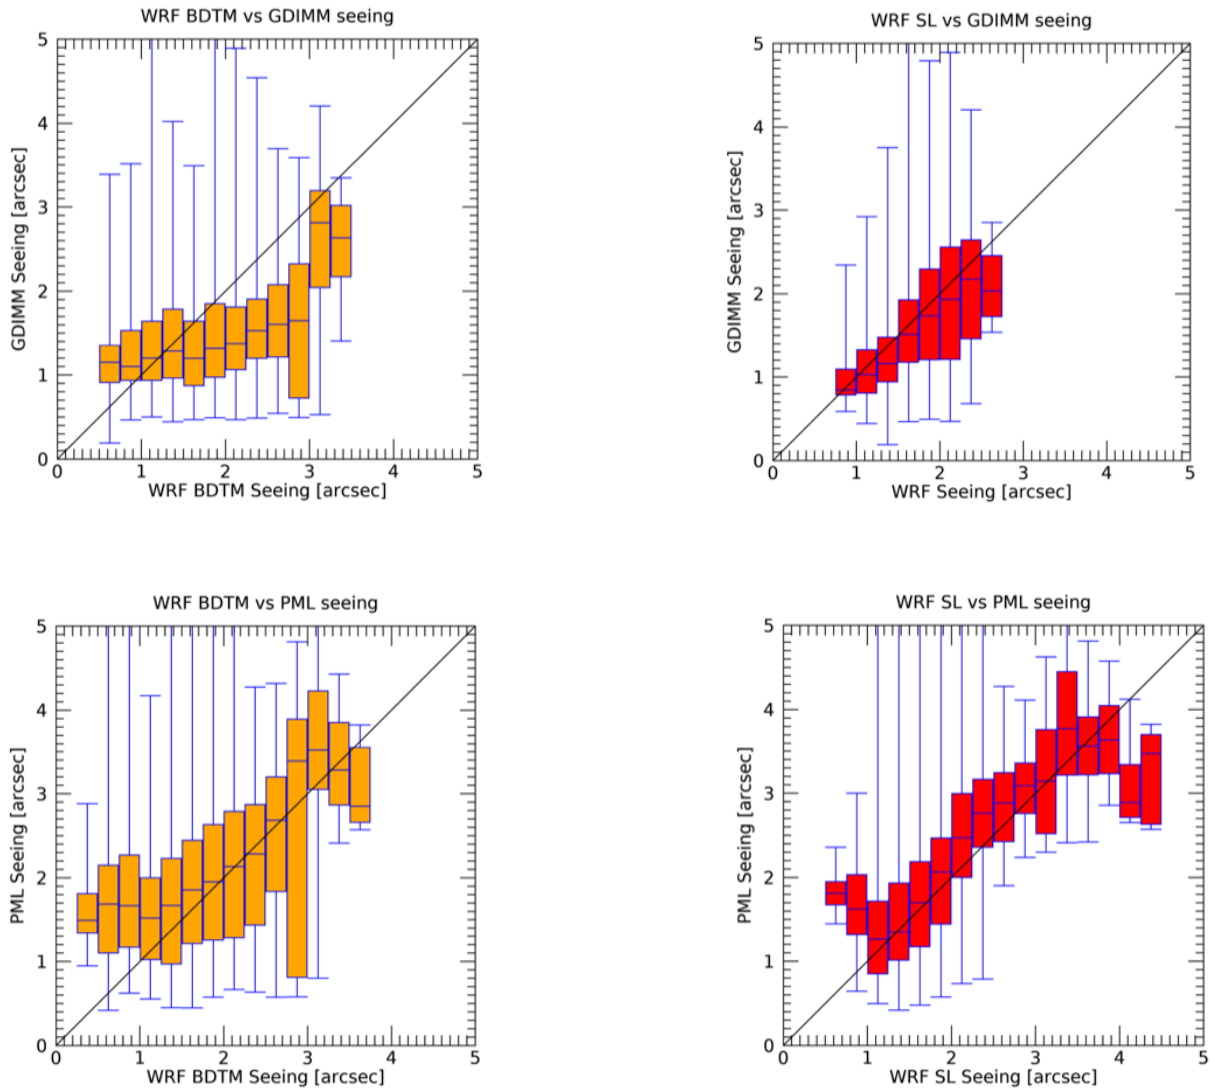 WRF BDTM vs GDIMM seeing
5
4
3
2
1
0
GDIMM Seeing [arcsec]
0 1 2 3 4 5
WRF BDTM Seeing [arcsec]
WRF SL vs GDIMM seeing
5
4
3
2
1
0
GDIMM Seeing [arcsec]
0 1 2 3 4 5
WRF Seeing [arcsec]
WRF BDTM vs PML seeing
5
4
3
2
1
0
PML Seeing [arcsec]
0 1 2 3 4 5
WRF BDTM Seeing [arcsec]
WRF SL vs PML seeing
5
4
3
2
1
0
PML Seeing [arcsec]
0 1 2 3 4 5
WRF SL Seeing [arcsec]